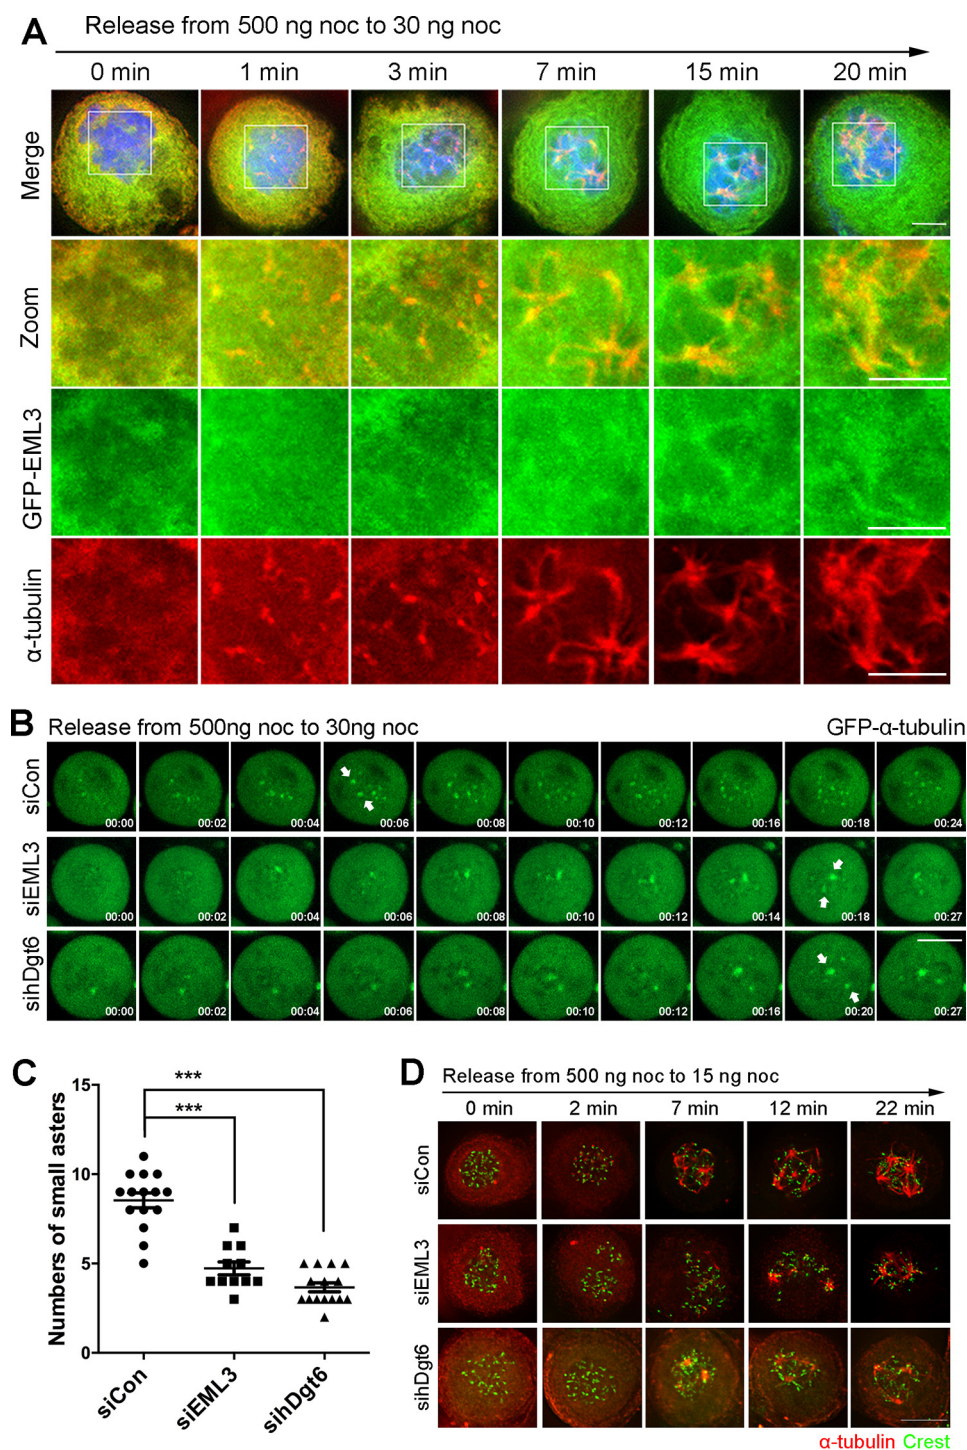 A
Release from 500 ng noc to 30 ng noc
0 min 1 min 3 min 7 min 15 min 20 min
Merge
Zoom
GFP-EML3
α-tubulin
B
Release from 500ng noc to 30ng noc
GFP-α-tubulin
siCon
00:00 00:02 00:04 00:06 00:08 00:10 00:12 00:16 00:18 00:24
siEML3
00:00 00:02 00:04 00:06 00:08 00:10 00:12 00:14 00:18 00:27
sihDgt6
00:00 00:02 00:04 00:06 00:08 00:10 00:12 00:16 00:20 00:27
C
Numbers of small asters
15
10
5
0
***
***
siCon
siEML3
sihDgt6
D
Release from 500 ng noc to 15 ng noc
0 min 2 min 7 min 12 min 22 min
siCon
siEML3
sihDgt6
α-tubulin Crest